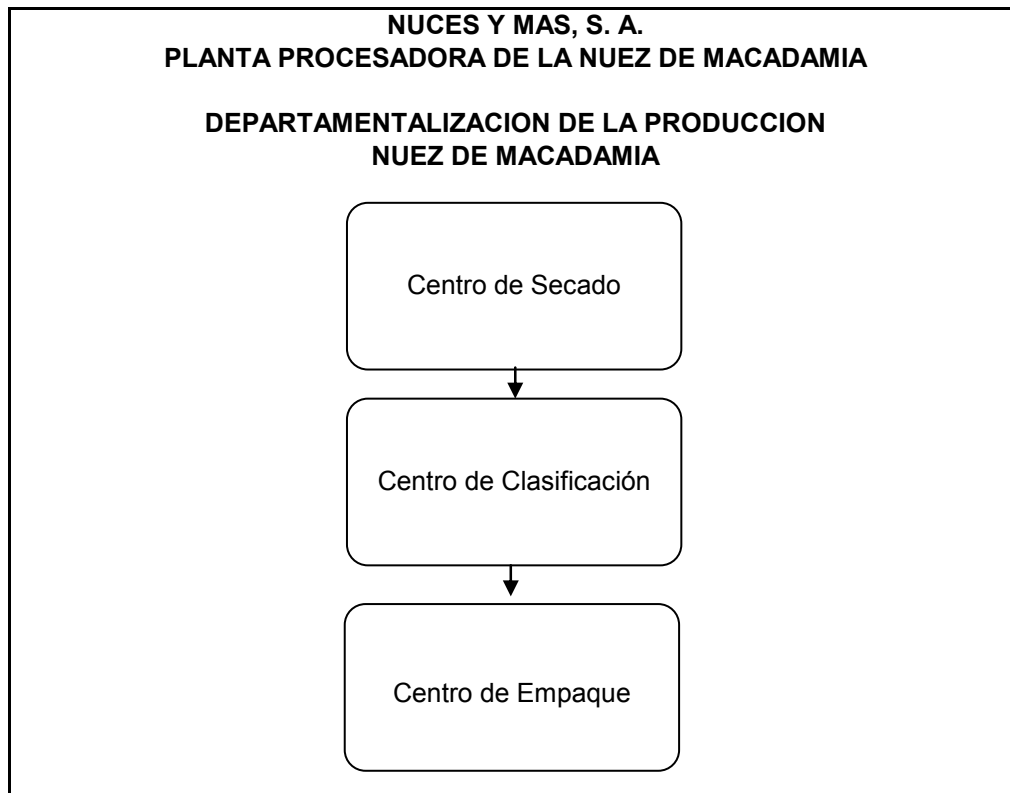 NUCES Y MAS, S. A.
PLANTA PROCESADORA DE LA NUEZ DE MACADAMIA
DEPARTAMENTALIZACION DE LA PRODUCCION
NUEZ DE MACADAMIA
Centro de Secado
Centro de Clasificación
Centro de Empaque